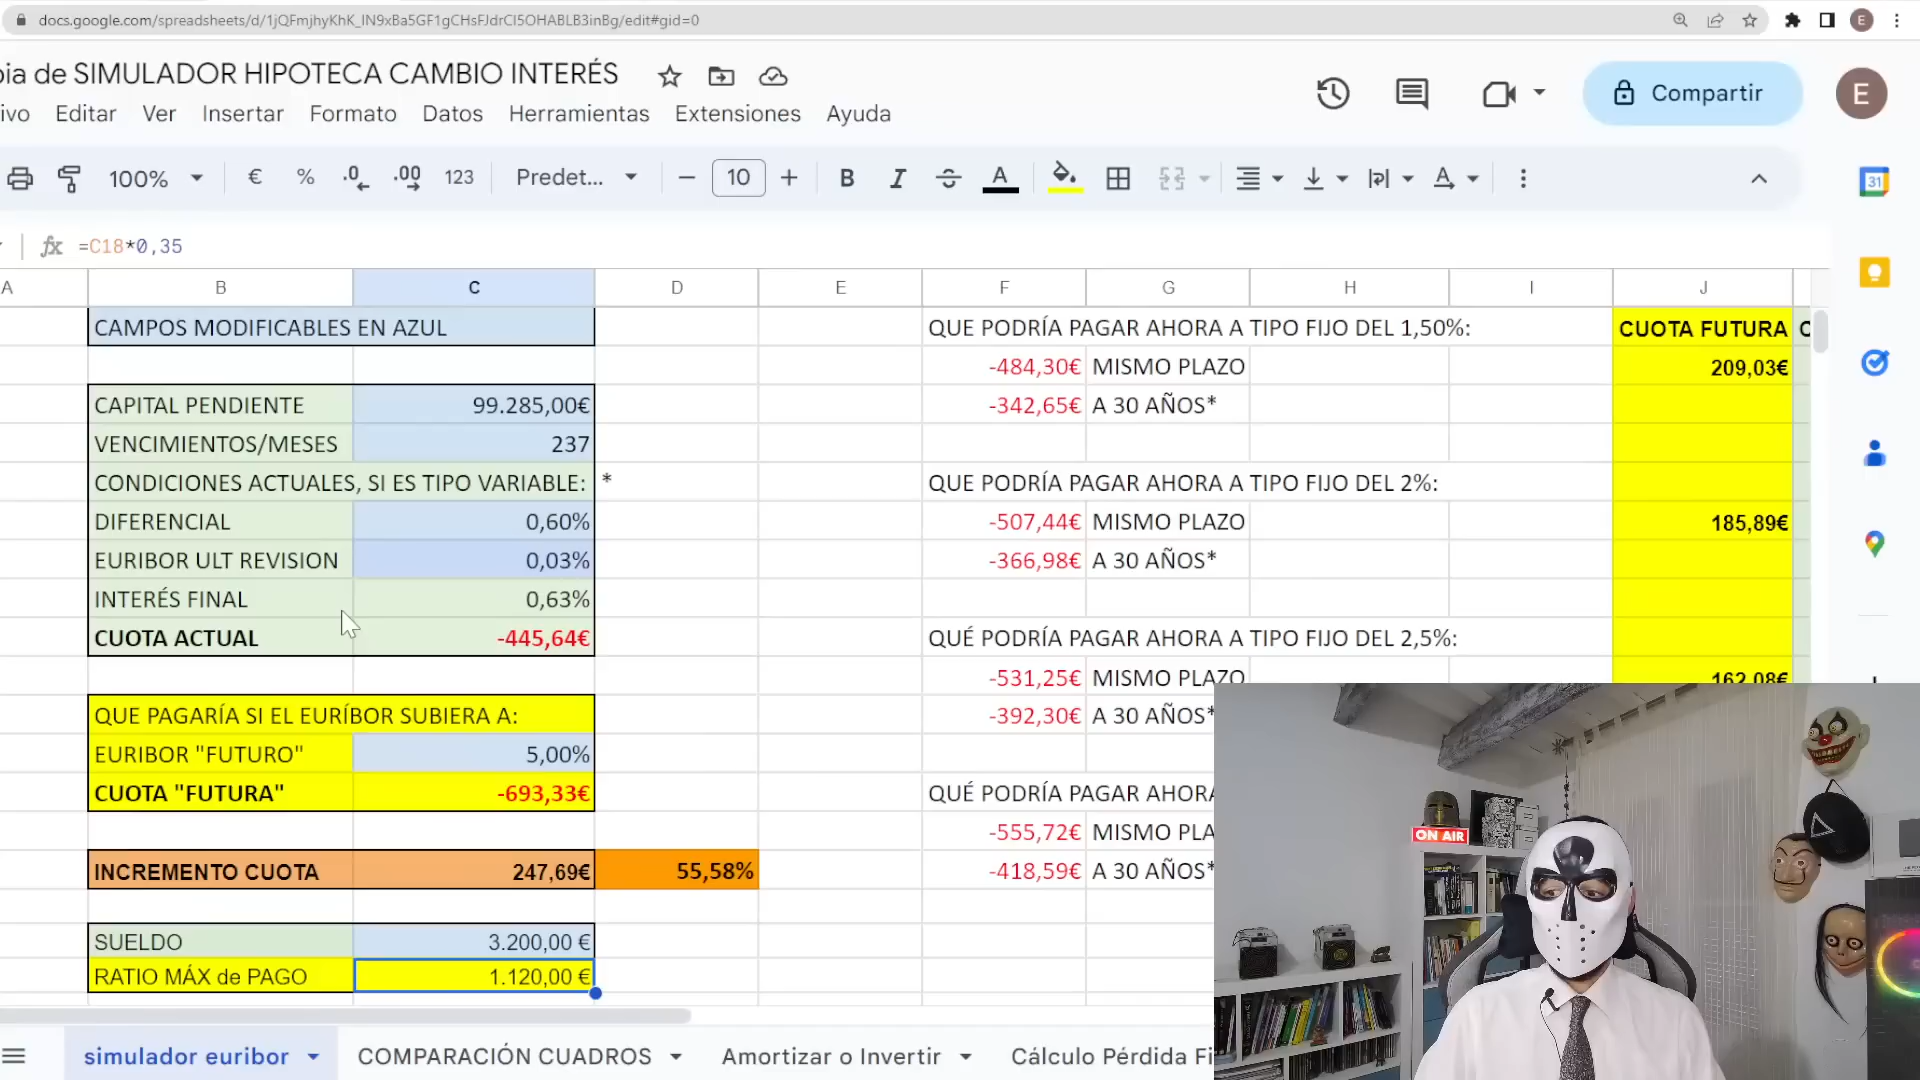 docs.google.com/spreadsheets/d/1jQFmjhyKhK_IN9xBa5GF1gCHsFJdrCI5OHABLB3inBg/edit#gid=0
E
pia de SIMULADOR HIPOTECA CAMBIO INTERÉS
ivo Editar Ver Insertar Formato Datos Herramientas Extensiones Ayuda
Compartir
E
100% € % .0 .00 123 Predet... − 10 + B I S A
31
fx =C18*0,35
A B C D E F G H I J
CAMPOS MODIFICABLES EN AZUL QUE PODRÍA PAGAR AHORA A TIPO FIJO DEL 1,50%: CUOTA FUTURA C
-484,30€ MISMO PLAZO 209,03€
CAPITAL PENDIENTE 99.285,00€ -342,65€ A 30 AÑOS*
VENCIMIENTOS/MESES 237
CONDICIONES ACTUALES, SI ES TIPO VARIABLE: * QUE PODRÍA PAGAR AHORA A TIPO FIJO DEL 2%:
DIFERENCIAL 0,60% -507,44€ MISMO PLAZO 185,89€
EURIBOR ULT REVISION 0,03% -366,98€ A 30 AÑOS*
INTERÉS FINAL 0,63%
CUOTA ACTUAL -445,64€ QUÉ PODRÍA PAGAR AHORA A TIPO FIJO DEL 2,5%:
-531,25€ MISMO PLAZO 162,08€
QUE PAGARÍA SI EL EURÍBOR SUBIERA A: -392,30€ A 30 AÑOS*
EURIBOR "FUTURO" 5,00%
CUOTA "FUTURA" -693,33€ QUÉ PODRÍA PAGAR AHORA
-555,72€ MISMO PLA
INCREMENTO CUOTA 247,69€ 55,58% -418,59€ A 30 AÑOS*
ON AIR
SUELDO 3.200,00 €
RATIO MÁX de PAGO 1.120,00 €
simulador euribor COMPARACIÓN CUADROS Amortizar o Invertir Cálculo Pérdida Fi